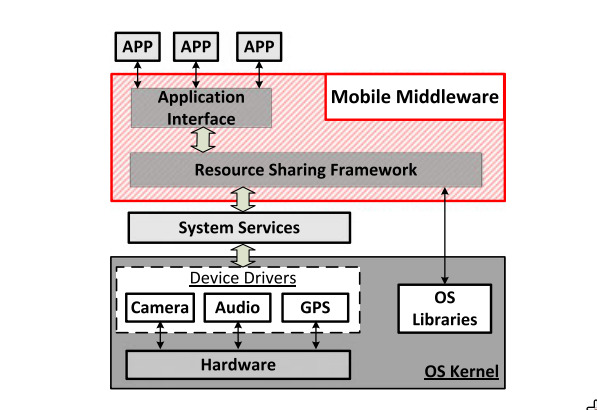 APP APP APP
Application
Interface
Mobile Middleware
Resource Sharing Framework
System Services
Device Drivers
Camera Audio GPS
OS
Libraries
Hardware
OS Kernel